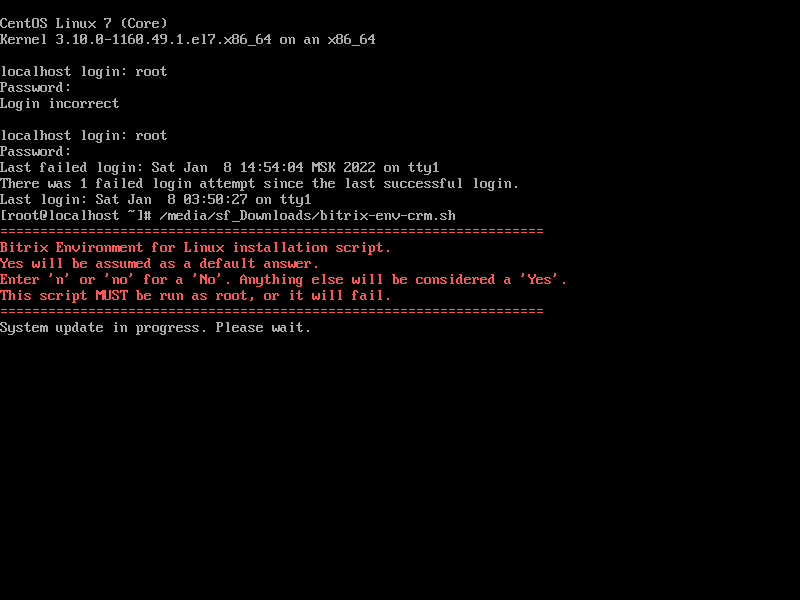 CentOS Linux 7 (Core)
Kernel 3.10.0-1160.49.1.el7.x86_64 on an x86_64
localhost login: root
Password:
Login incorrect
localhost login: root
Password:
Last failed login: Sat Jan  8 14:54:04 MSK 2022 on tty1
There was 1 failed login attempt since the last successful login.
Last login: Sat Jan  8 03:50:27 on tty1
[root@localhost ~]# /media/sf_Downloads/bitrix-env-crm.sh
====================================================================
Bitrix Environment for Linux installation script.
Yes will be assumed as a default answer.
Enter 'n' or 'no' for a 'No'. Anything else will be considered a 'Yes'.
This script MUST be run as root, or it will fail.
====================================================================
System update in progress. Please wait.